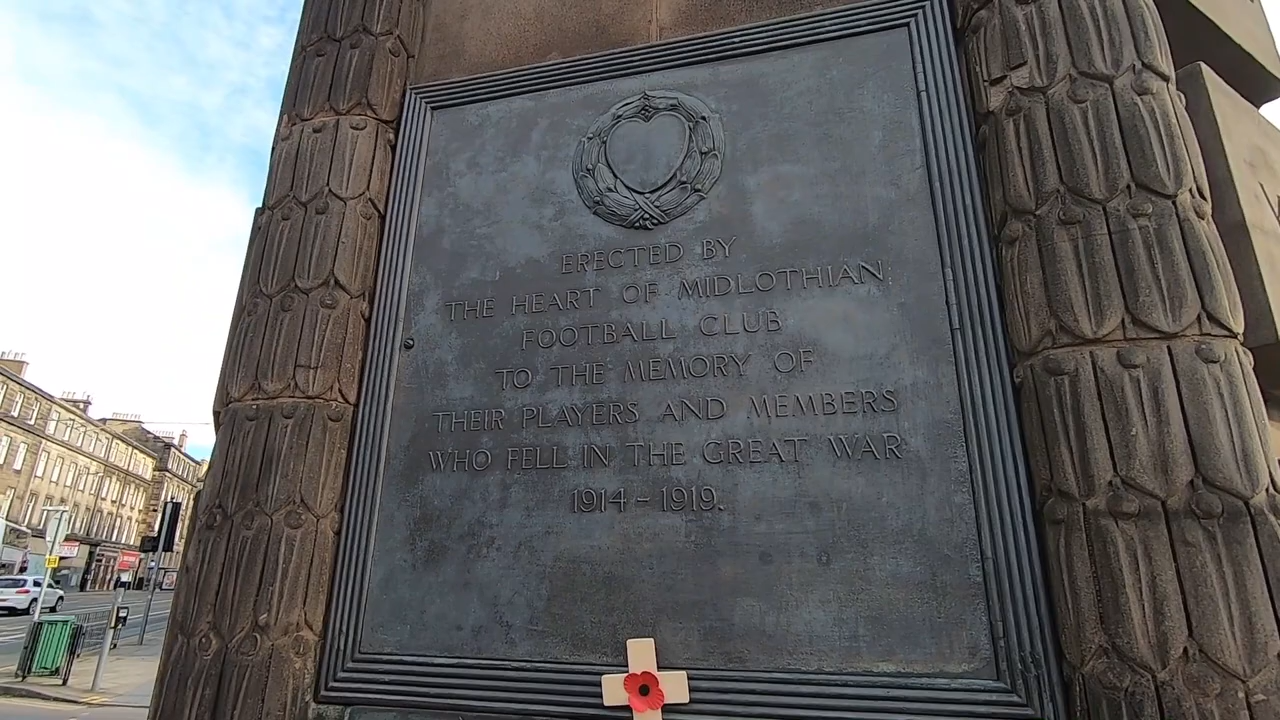 ERECTED BY
THE HEART OF MIDLOTHIAN
FOOTBALL CLUB
TO THE MEMORY OF
THEIR PLAYERS AND MEMBERS
WHO FELL IN THE GREAT WAR
1914 – 1919.